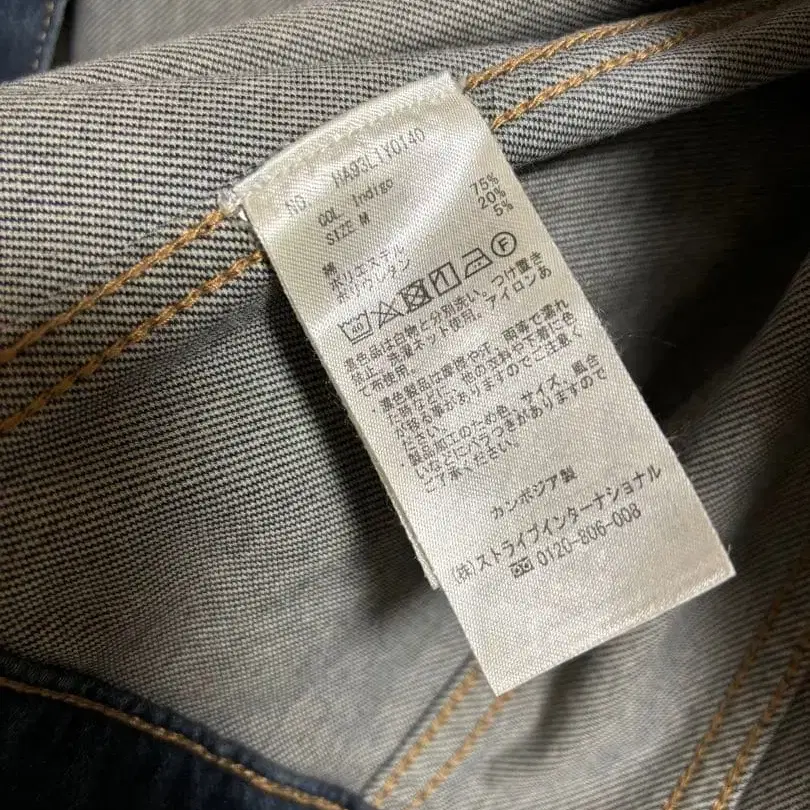 NO. HA93L1Y0140
COL Indigo
SIZE M
綿 75%
ポリエステル 20%
ポリウレタン 5%
40 F
濃色品は白物と分別洗い、つけ置き
禁止、洗濯ネット使用。アイロンあ
て布使用。
・濃色製品は摩擦や汗、雨等で濡れ
た時などに、他の衣料や下着に色
が移る事がありますのでご注意く
ださい。
・製品加工のため色、サイズ、風合
いなどにバラつきがありますので
ご了承ください。
カンボジア製
(株)ストライプインターナショナル
0120-806-008